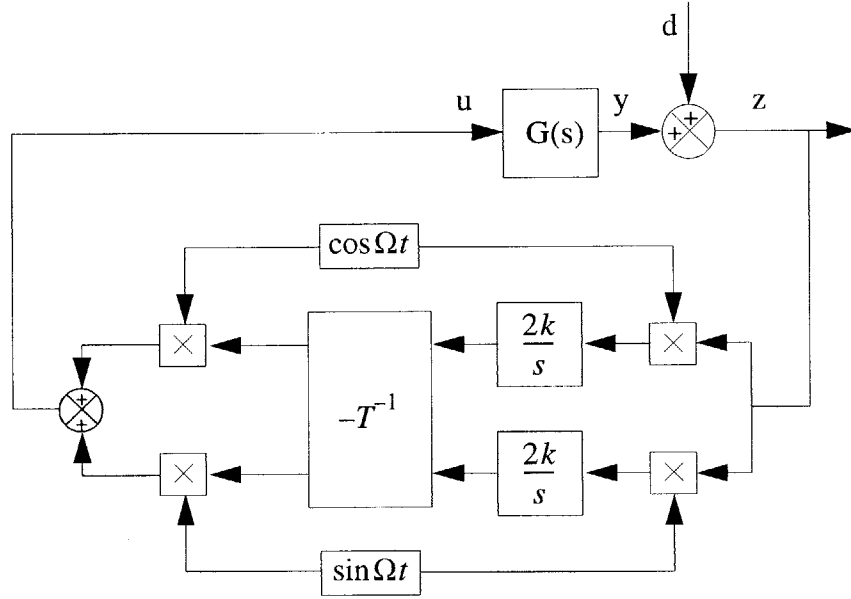 d
u
G(s)
y
z
+
+
cos Ωt
×
×
2k
s
−T⁻¹
+
+
×
×
2k
s
sin Ωt